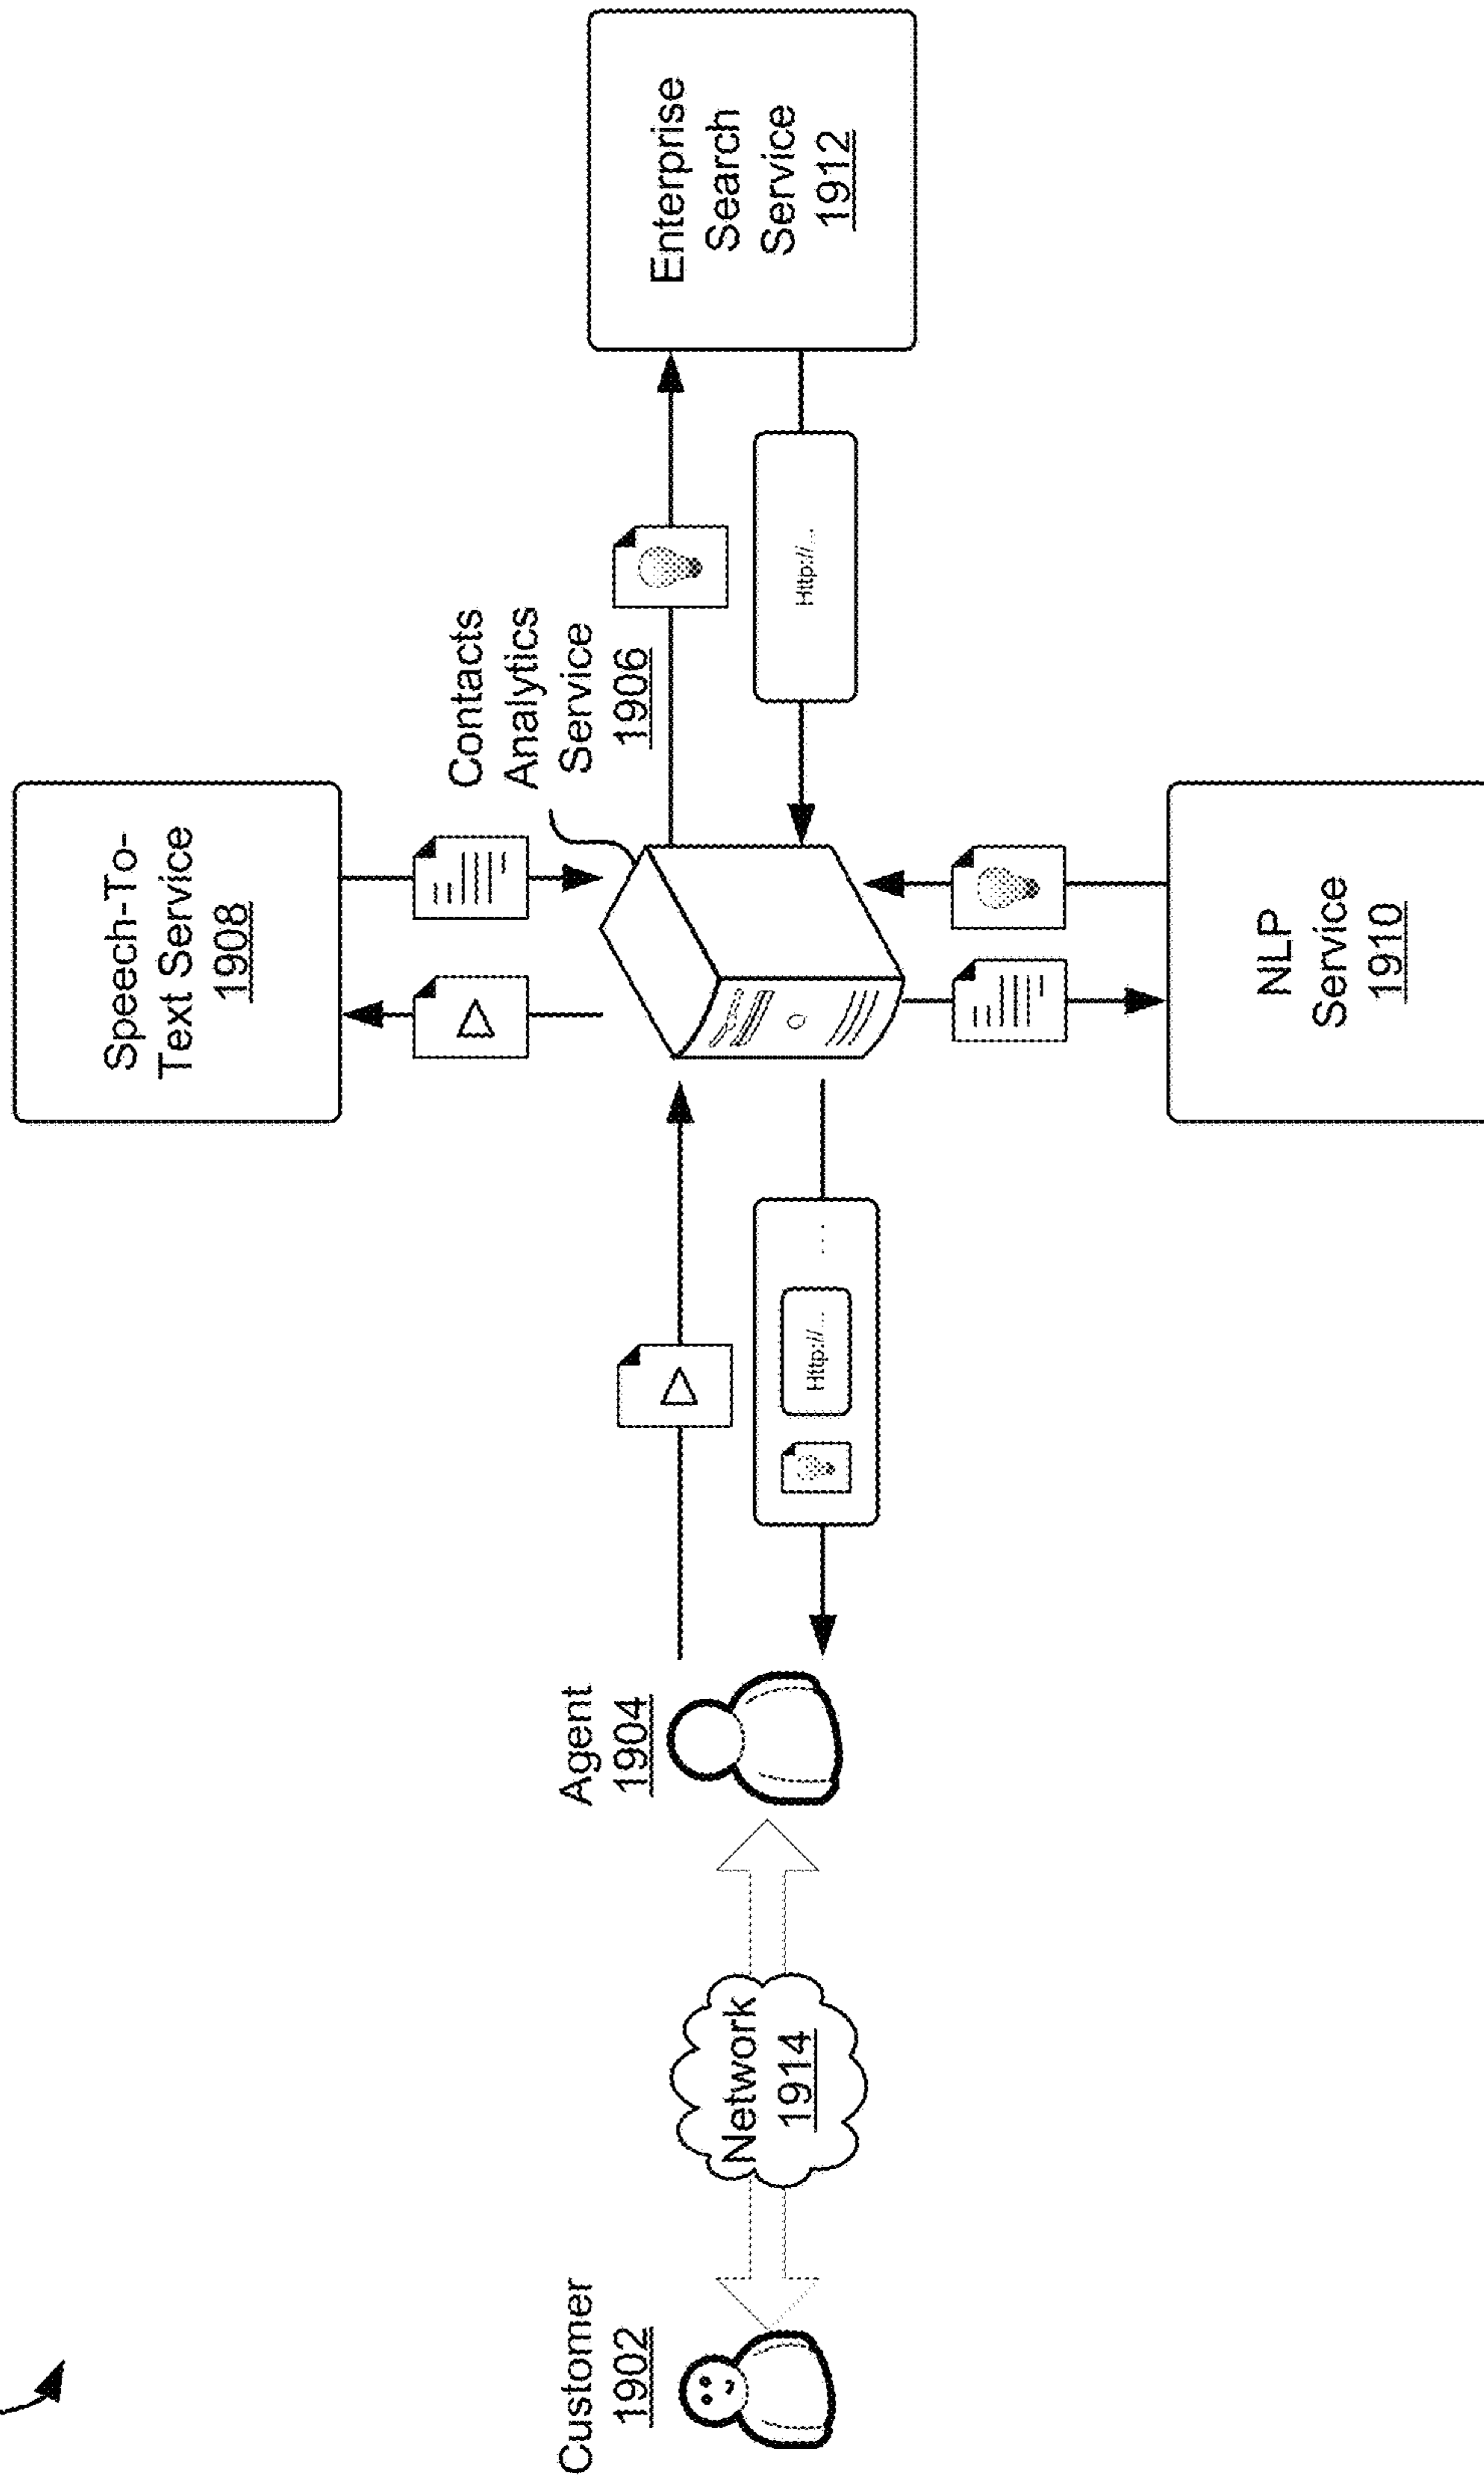 Speech-To-
Text Service
1908
Contacts
Analytics
Service
1906
Enterprise
Search
Service
1912
Http://...
Customer
1902
Network
1914
Agent
1904
Http://...
...
NLP
Service
1910